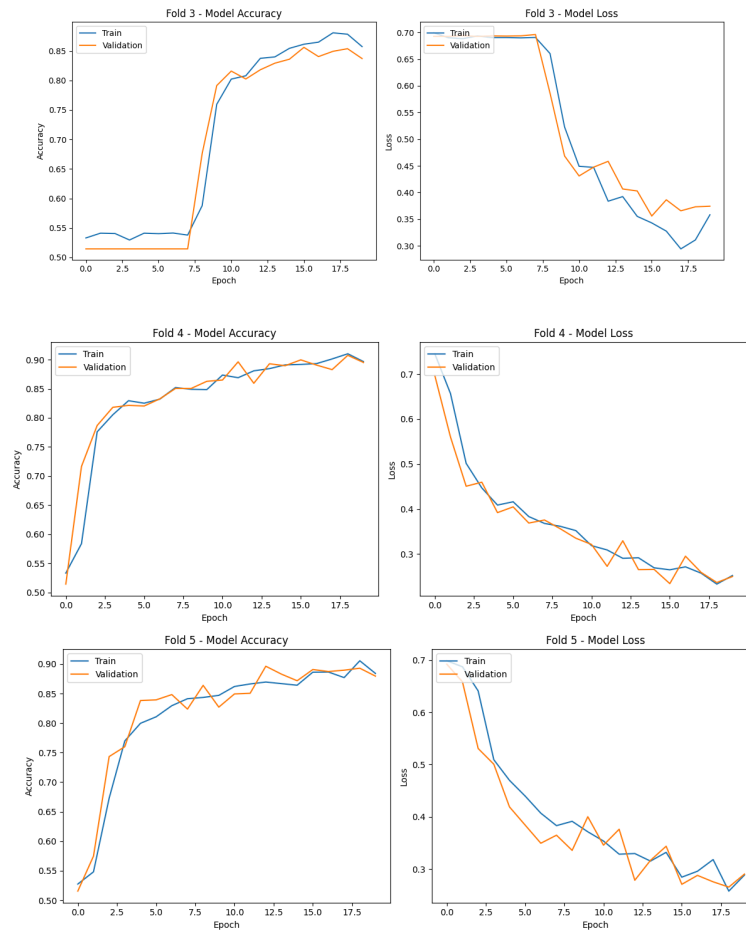 Fold 3 - Model Accuracy
Train
Validation
0.85
0.80
0.75
0.70
0.65
0.60
0.55
0.50
Accuracy
0.0 2.5 5.0 7.5 10.0 12.5 15.0 17.5
Epoch
Fold 3 - Model Loss
Train
Validation
0.70
0.65
0.60
0.55
0.50
0.45
0.40
0.35
0.30
Loss
0.0 2.5 5.0 7.5 10.0 12.5 15.0 17.5
Epoch
Fold 4 - Model Accuracy
Train
Validation
0.90
0.85
0.80
0.75
0.70
0.65
0.60
0.55
0.50
Accuracy
0.0 2.5 5.0 7.5 10.0 12.5 15.0 17.5
Epoch
Fold 4 - Model Loss
Train
Validation
0.7
0.6
0.5
0.4
0.3
Loss
0.0 2.5 5.0 7.5 10.0 12.5 15.0 17.5
Epoch
Fold 5 - Model Accuracy
Train
Validation
0.90
0.85
0.80
0.75
0.70
0.65
0.60
0.55
0.50
Accuracy
0.0 2.5 5.0 7.5 10.0 12.5 15.0 17.5
Epoch
Fold 5 - Model Loss
Train
Validation
0.7
0.6
0.5
0.4
0.3
Loss
0.0 2.5 5.0 7.5 10.0 12.5 15.0 17.5
Epoch